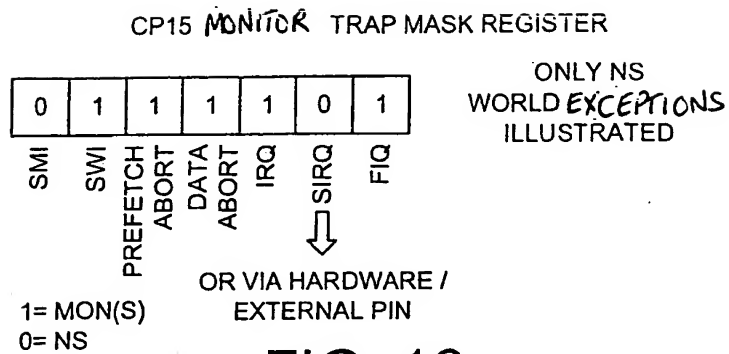 CP15 MONITOR TRAP MASK REGISTER
ONLY NS
WORLD EXCEPTIONS
ILLUSTRATED
0 1 1 1 1 0 1
SMI
SWI
PREFETCH
ABORT
DATA
ABORT
IRQ
SIRQ
FIQ
OR VIA HARDWARE /
EXTERNAL PIN
1= MON(S)
0= NS